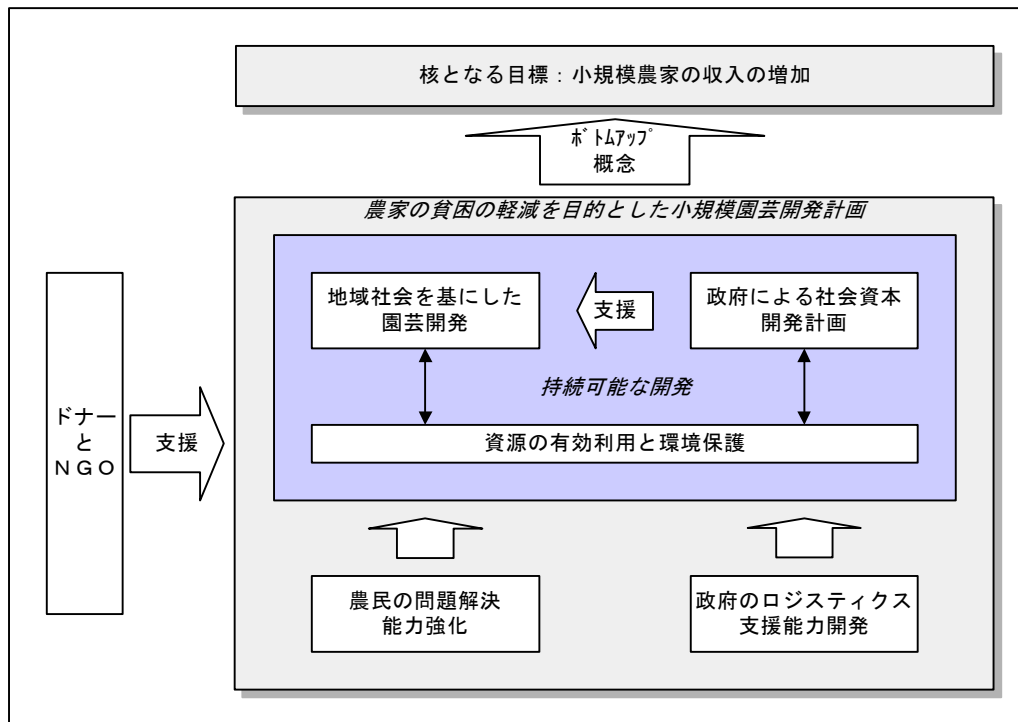 核となる目標：小規模農家の収入の増加
ﾎﾞﾄﾑｱｯﾌﾟ
概念
農家の貧困の軽減を目的とした小規模園芸開発計画
地域社会を基にした
園芸開発
支援
政府による社会資本
開発計画
持続可能な開発
資源の有効利用と環境保護
ドナー
と
ＮＧＯ
支援
農民の問題解決
能力強化
政府のロジスティクス
支援能力開発